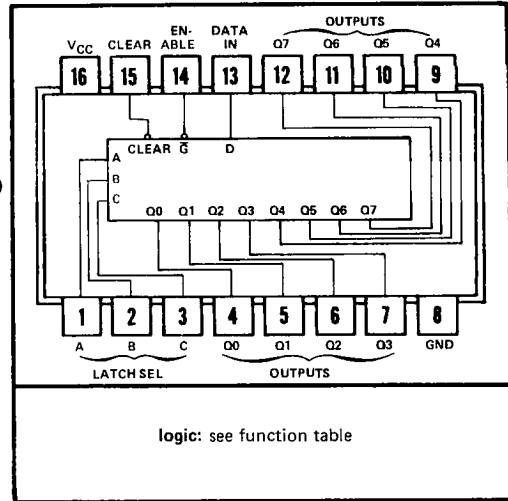 OUTPUTS
VCC CLEAR EN-ABLE DATA IN Q7 Q6 Q5 Q4
16 15 14 13 12 11 10 9
CLEAR G̅ D
A
B
C
Q0 Q1 Q2 Q3 Q4 Q5 Q6 Q7
1 2 3 4 5 6 7 8
A B C Q0 Q1 Q2 Q3 GND
LATCH SEL OUTPUTS
logic: see function table